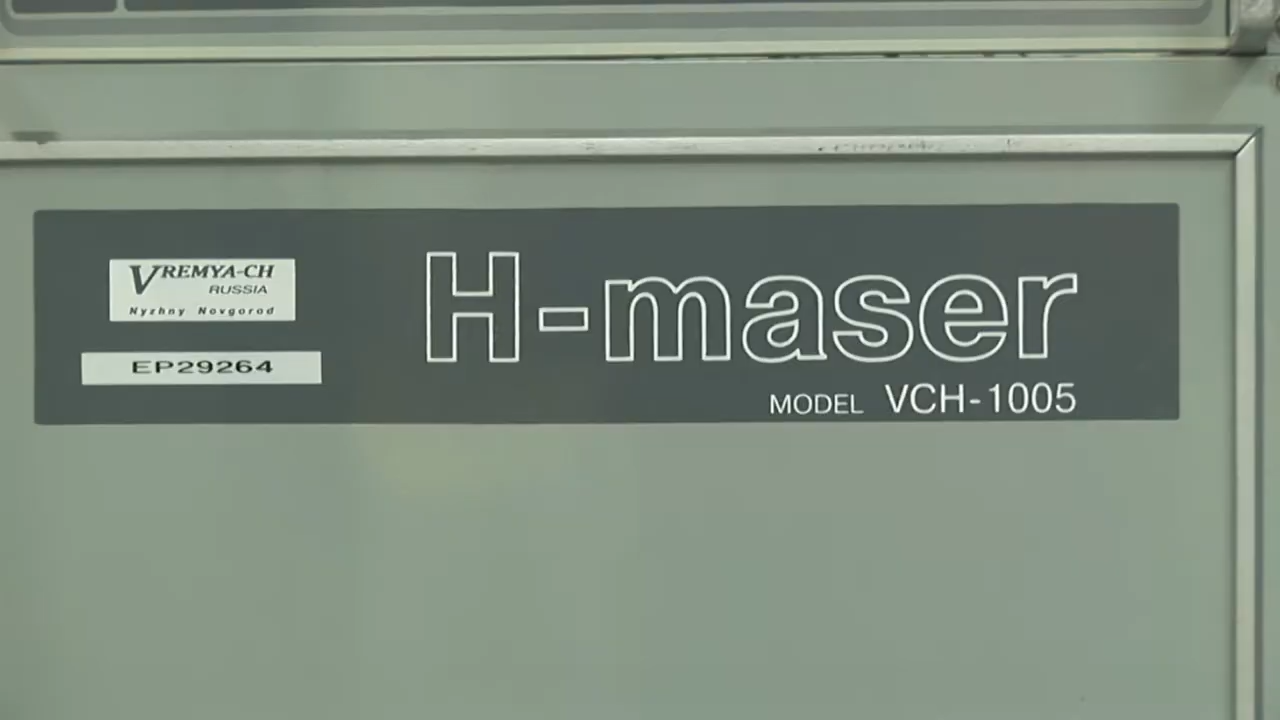 VREMYA-CH
RUSSIA
Nyzhny Novgorod
EP29264
H-maser
MODEL VCH-1005